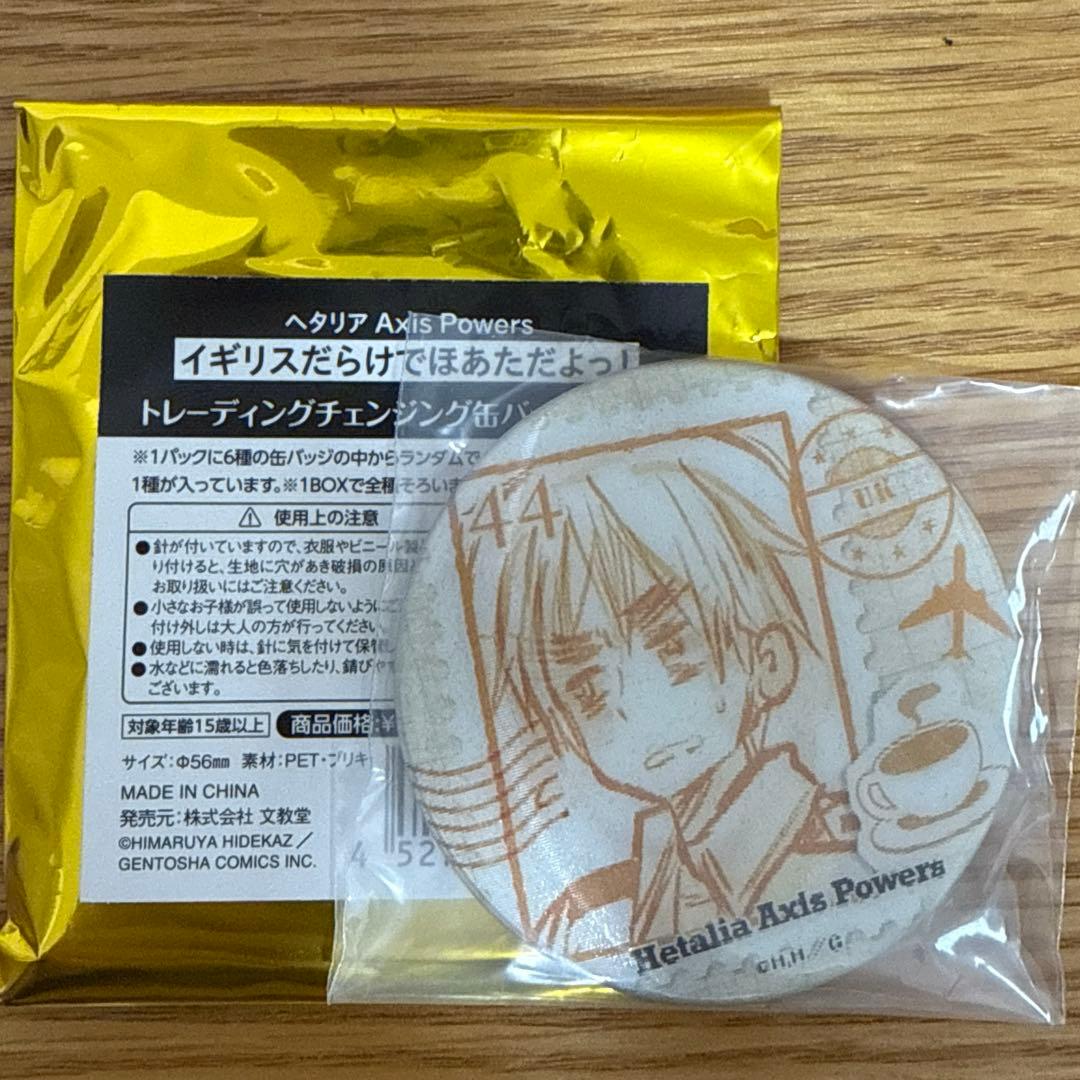 ヘタリア Axis Powers
イギリスだらけでほあただよっ!
トレーディングチェンジング缶バ
※1パックに6種の缶バッジの中からランダムで
1種が入っています。※1BOXで全種そろいま
⚠ 使用上の注意
●針が付いていますので、衣服やビニール製
り付けると、生地に穴があき破損の原因と
お取り扱いにはご注意ください。
●小さなお子様が誤って使用しないように
付け外しは大人の方が行ってください
●使用しない時は、針に気を付けて保管
●水などに濡れると色落ちしたり、錆びや
ございます。
対象年齢15歳以上 商品価格:¥
サイズ:Φ56mm 素材:PET・ブリキ
MADE IN CHINA
発売元:株式会社 文教堂
©HIMARUYA HIDEKAZ/
GENTOSHA COMICS INC.
4 52
44
UK
Hetalia Axis Powers
©H,H/G